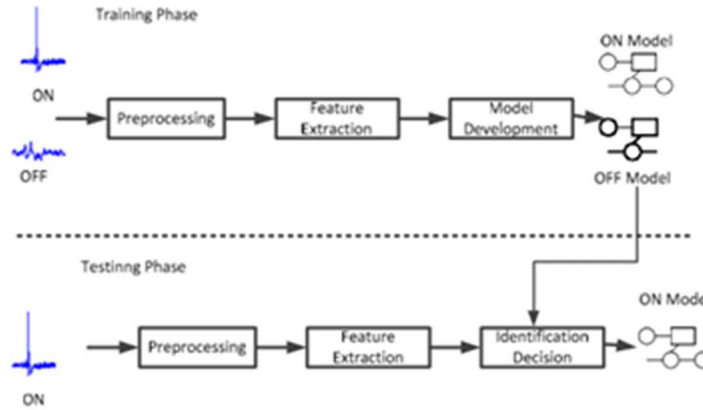 Training Phase
ON Model
ON
Preprocessing
Feature
Extraction
Model
Development
OFF
OFF Model
Testinng Phase
ON Mode
Preprocessing
Feature
Extraction
Identification
Decision
ON